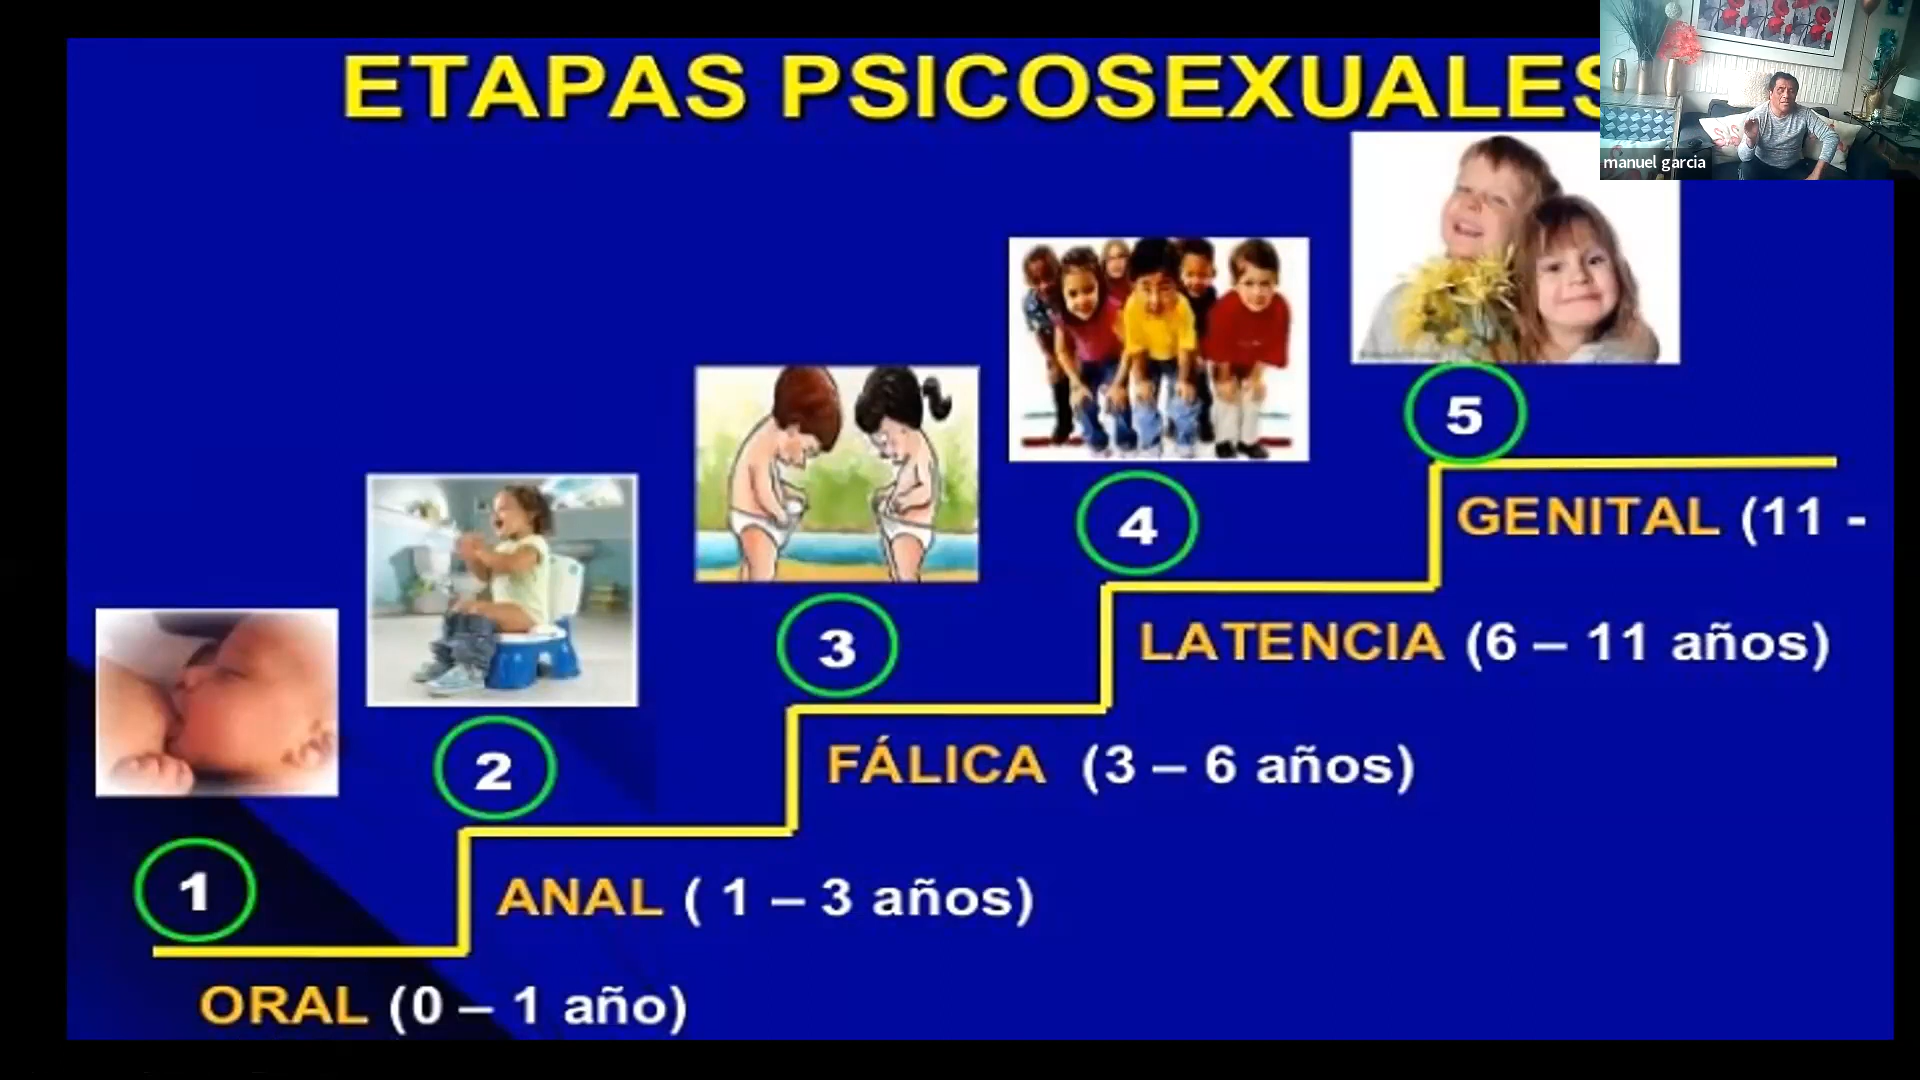 ETAPAS PSICOSEXUALES
manuel garcia
5
GENITAL (11 -
4
LATENCIA (6 – 11 años)
3
FÁLICA (3 – 6 años)
2
ANAL ( 1 – 3 años)
1
ORAL (0 – 1 año)